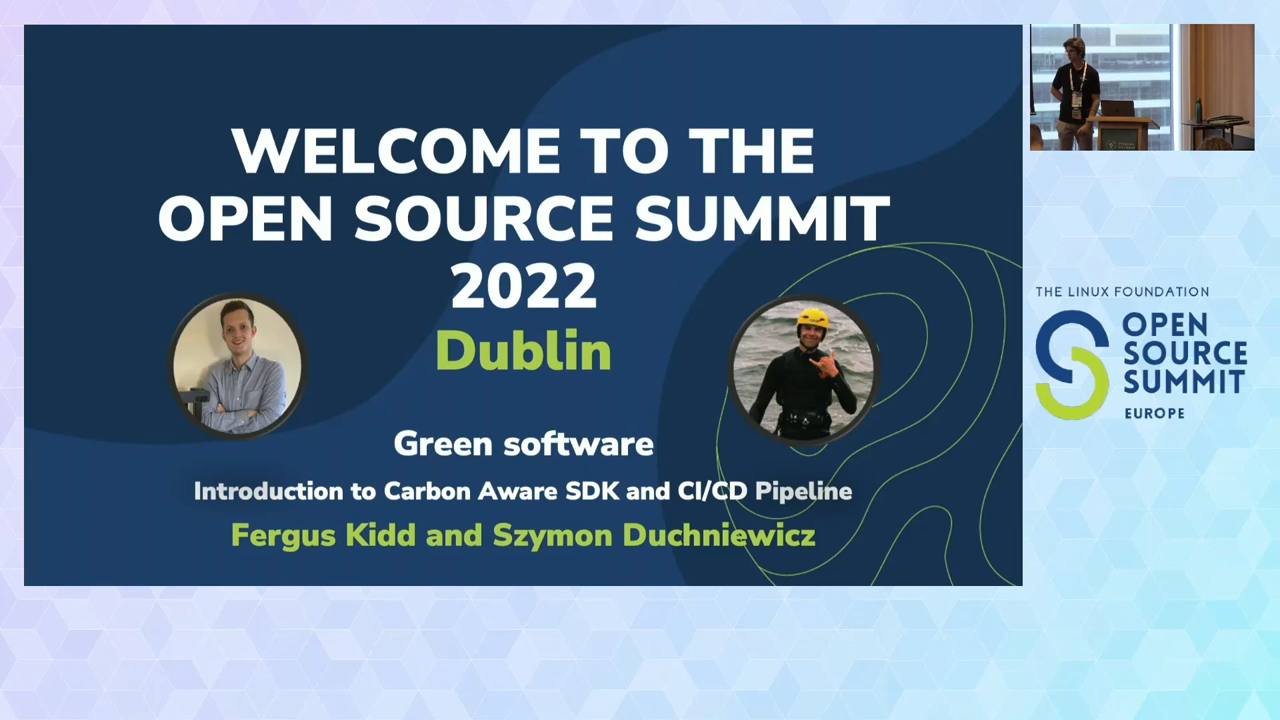 WELCOME TO THE
OPEN SOURCE SUMMIT
2022
Dublin
Green software
Introduction to Carbon Aware SDK and CI/CD Pipeline
Fergus Kidd and Szymon Duchniewicz
THE LINUX FOUNDATION
OPEN
SOURCE
SUMMIT
EUROPE